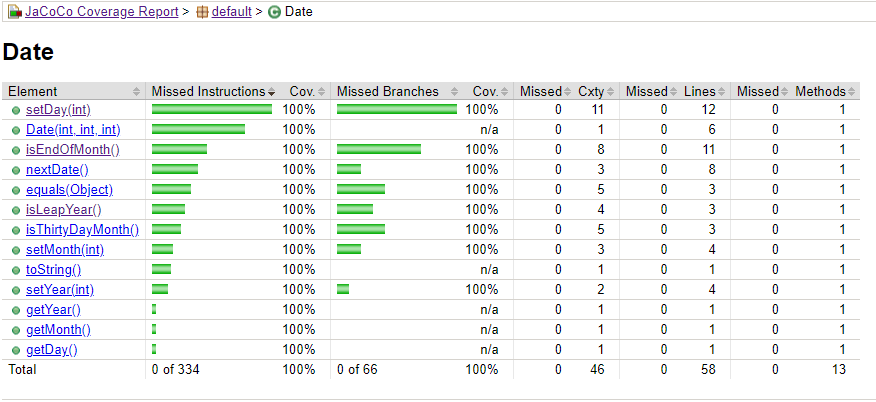 JaCoCo Coverage Report > default > Date
Date
Element Missed Instructions Cov. Missed Branches Cov. Missed Cxty Missed Lines Missed Methods
setDay(int) 100% 100% 0 11 0 12 0 1
Date(int, int, int) 100% n/a 0 1 0 6 0 1
isEndOfMonth() 100% 100% 0 8 0 11 0 1
nextDate() 100% 100% 0 3 0 8 0 1
equals(Object) 100% 100% 0 5 0 3 0 1
isLeapYear() 100% 100% 0 4 0 3 0 1
isThirtyDayMonth() 100% 100% 0 5 0 3 0 1
setMonth(int) 100% 100% 0 3 0 4 0 1
toString() 100% n/a 0 1 0 1 0 1
setYear(int) 100% 100% 0 2 0 4 0 1
getYear() 100% n/a 0 1 0 1 0 1
getMonth() 100% n/a 0 1 0 1 0 1
getDay() 100% n/a 0 1 0 1 0 1
Total 0 of 334 100% 0 of 66 100% 0 46 0 58 0 13